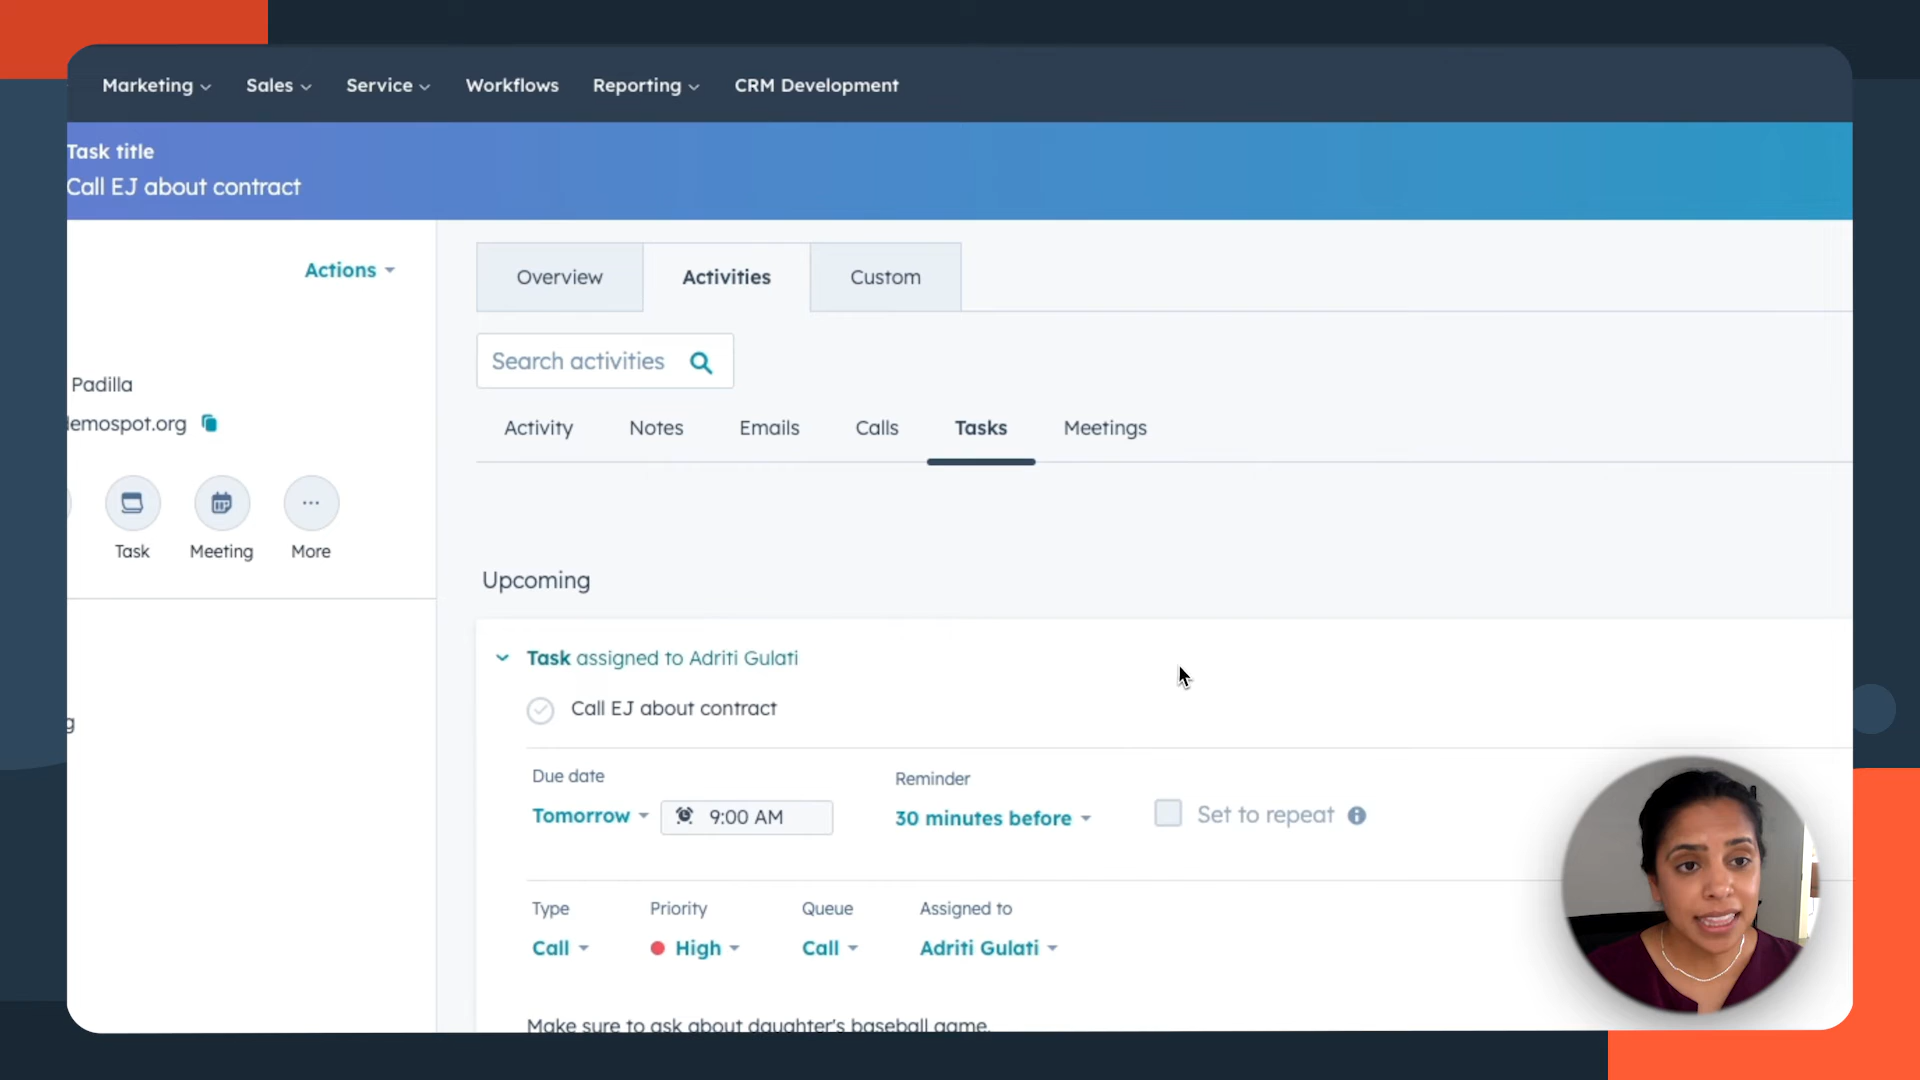 Marketing Sales Service Workflows Reporting CRM Development
Task title
Call EJ about contract
Actions
Padilla
demospot.org
Task Meeting More
g
Overview Activities Custom
Search activities
Activity Notes Emails Calls Tasks Meetings
Upcoming
Task assigned to Adriti Gulati
Call EJ about contract
Due date Reminder
Tomorrow 9:00 AM 30 minutes before Set to repeat
Type Priority Queue Assigned to
Call High Call Adriti Gulati
Make sure to ask about daughter's baseball game.